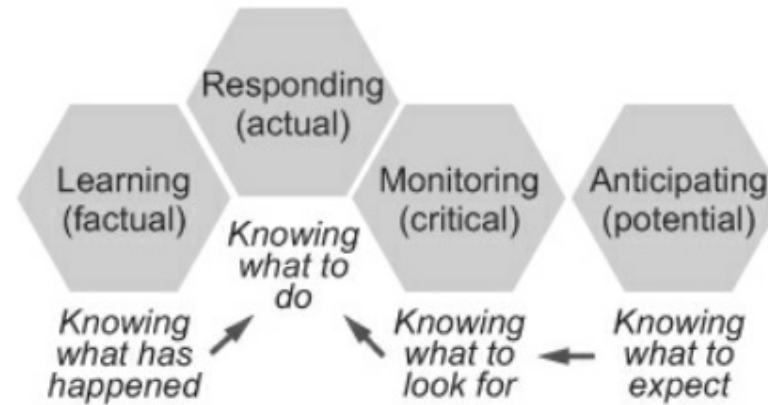 Responding
(actual)
Learning
(factual)
Monitoring
(critical)
Anticipating
(potential)
Knowing
what to
do
Knowing
what has
happened
Knowing
what to
look for
Knowing
what to
expect